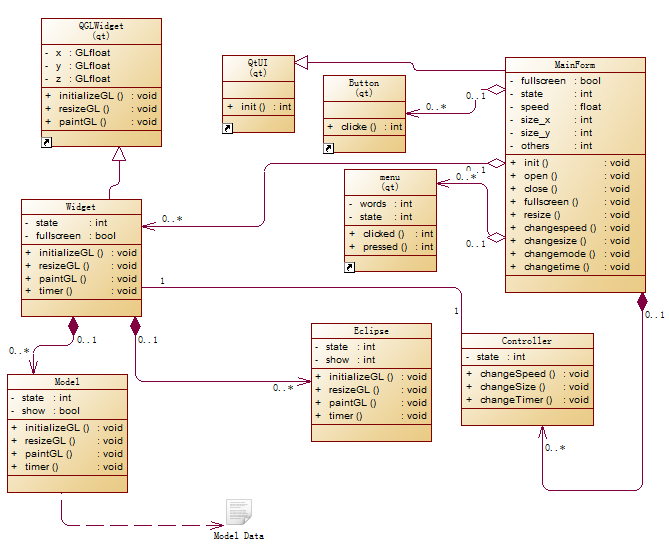 QGLWidget
(qt)
- x : GLfloat
- y : GLfloat
- z : GLfloat
+ initializeGL () : void
+ resizeGL () : void
+ paintGL () : void
QtUI
(qt)
+ init () : int
Button
(qt)
+ clicke () : int
MainForm
- fullscreen : bool
- state : int
- speed : float
- size_x : int
- size_y : int
- others : int
+ init () : void
+ open () : void
+ close () : void
+ fullscreen () : void
+ resize () : void
+ changespeed () : void
+ changesize () : void
+ changemode () : void
+ changetime () : void
0..1
0..*
0..1
0..*
0..*
0..1
menu
(qt)
- words : int
- state : int
+ clicked () : int
+ pressed () : int
Widget
- state : int
- fullscreen : bool
+ initializeGL () : void
+ resizeGL () : void
+ paintGL () : void
+ timer () : void
1
1
0..1
0..1
0..1
0..*
0..*
0..*
Eclipse
- state : int
- show : int
+ initializeGL () : void
+ resizeGL () : void
+ paintGL () : void
+ timer () : void
Controller
- state : int
+ changeSpeed () : void
+ changeSize () : void
+ changeTimer () : void
Model
- state : int
- show : bool
+ initializeGL () : void
+ resizeGL () : void
+ paintGL () : void
+ timer () : void
Model Data